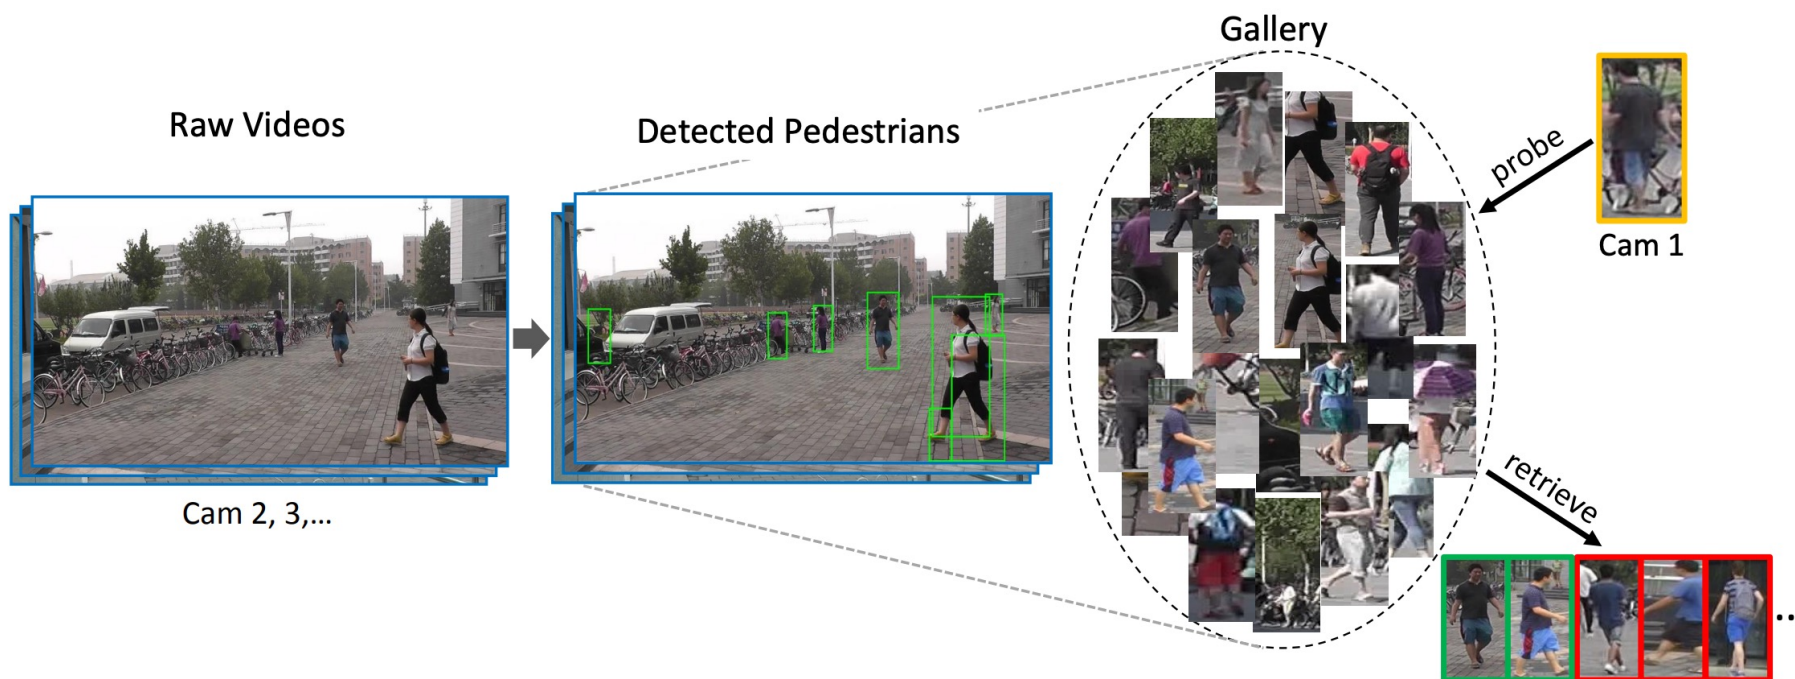 Gallery
Raw Videos
Detected Pedestrians
probe
Cam 1
retrieve
Cam 2, 3,...
..